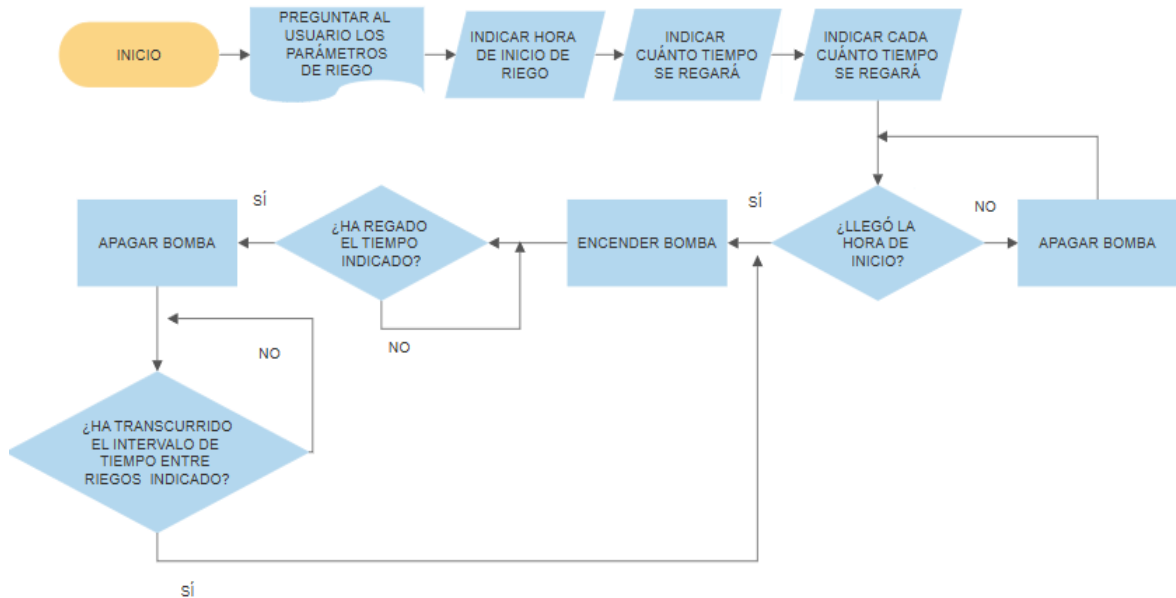 INICIO
PREGUNTAR AL
USUARIO LOS
PARÁMETROS
DE RIEGO
INDICAR HORA
DE INICIO DE
RIEGO
INDICAR
CUÁNTO TIEMPO
SE REGARÁ
INDICAR CADA
CUÁNTO TIEMPO
SE REGARÁ
¿LLEGÓ LA
HORA DE
INICIO?
NO
APAGAR BOMBA
SÍ
ENCENDER BOMBA
¿HA REGADO
EL TIEMPO
INDICADO?
NO
SÍ
APAGAR BOMBA
¿HA TRANSCURRIDO
EL INTERVALO DE
TIEMPO ENTRE
RIEGOS INDICADO?
NO
SÍ